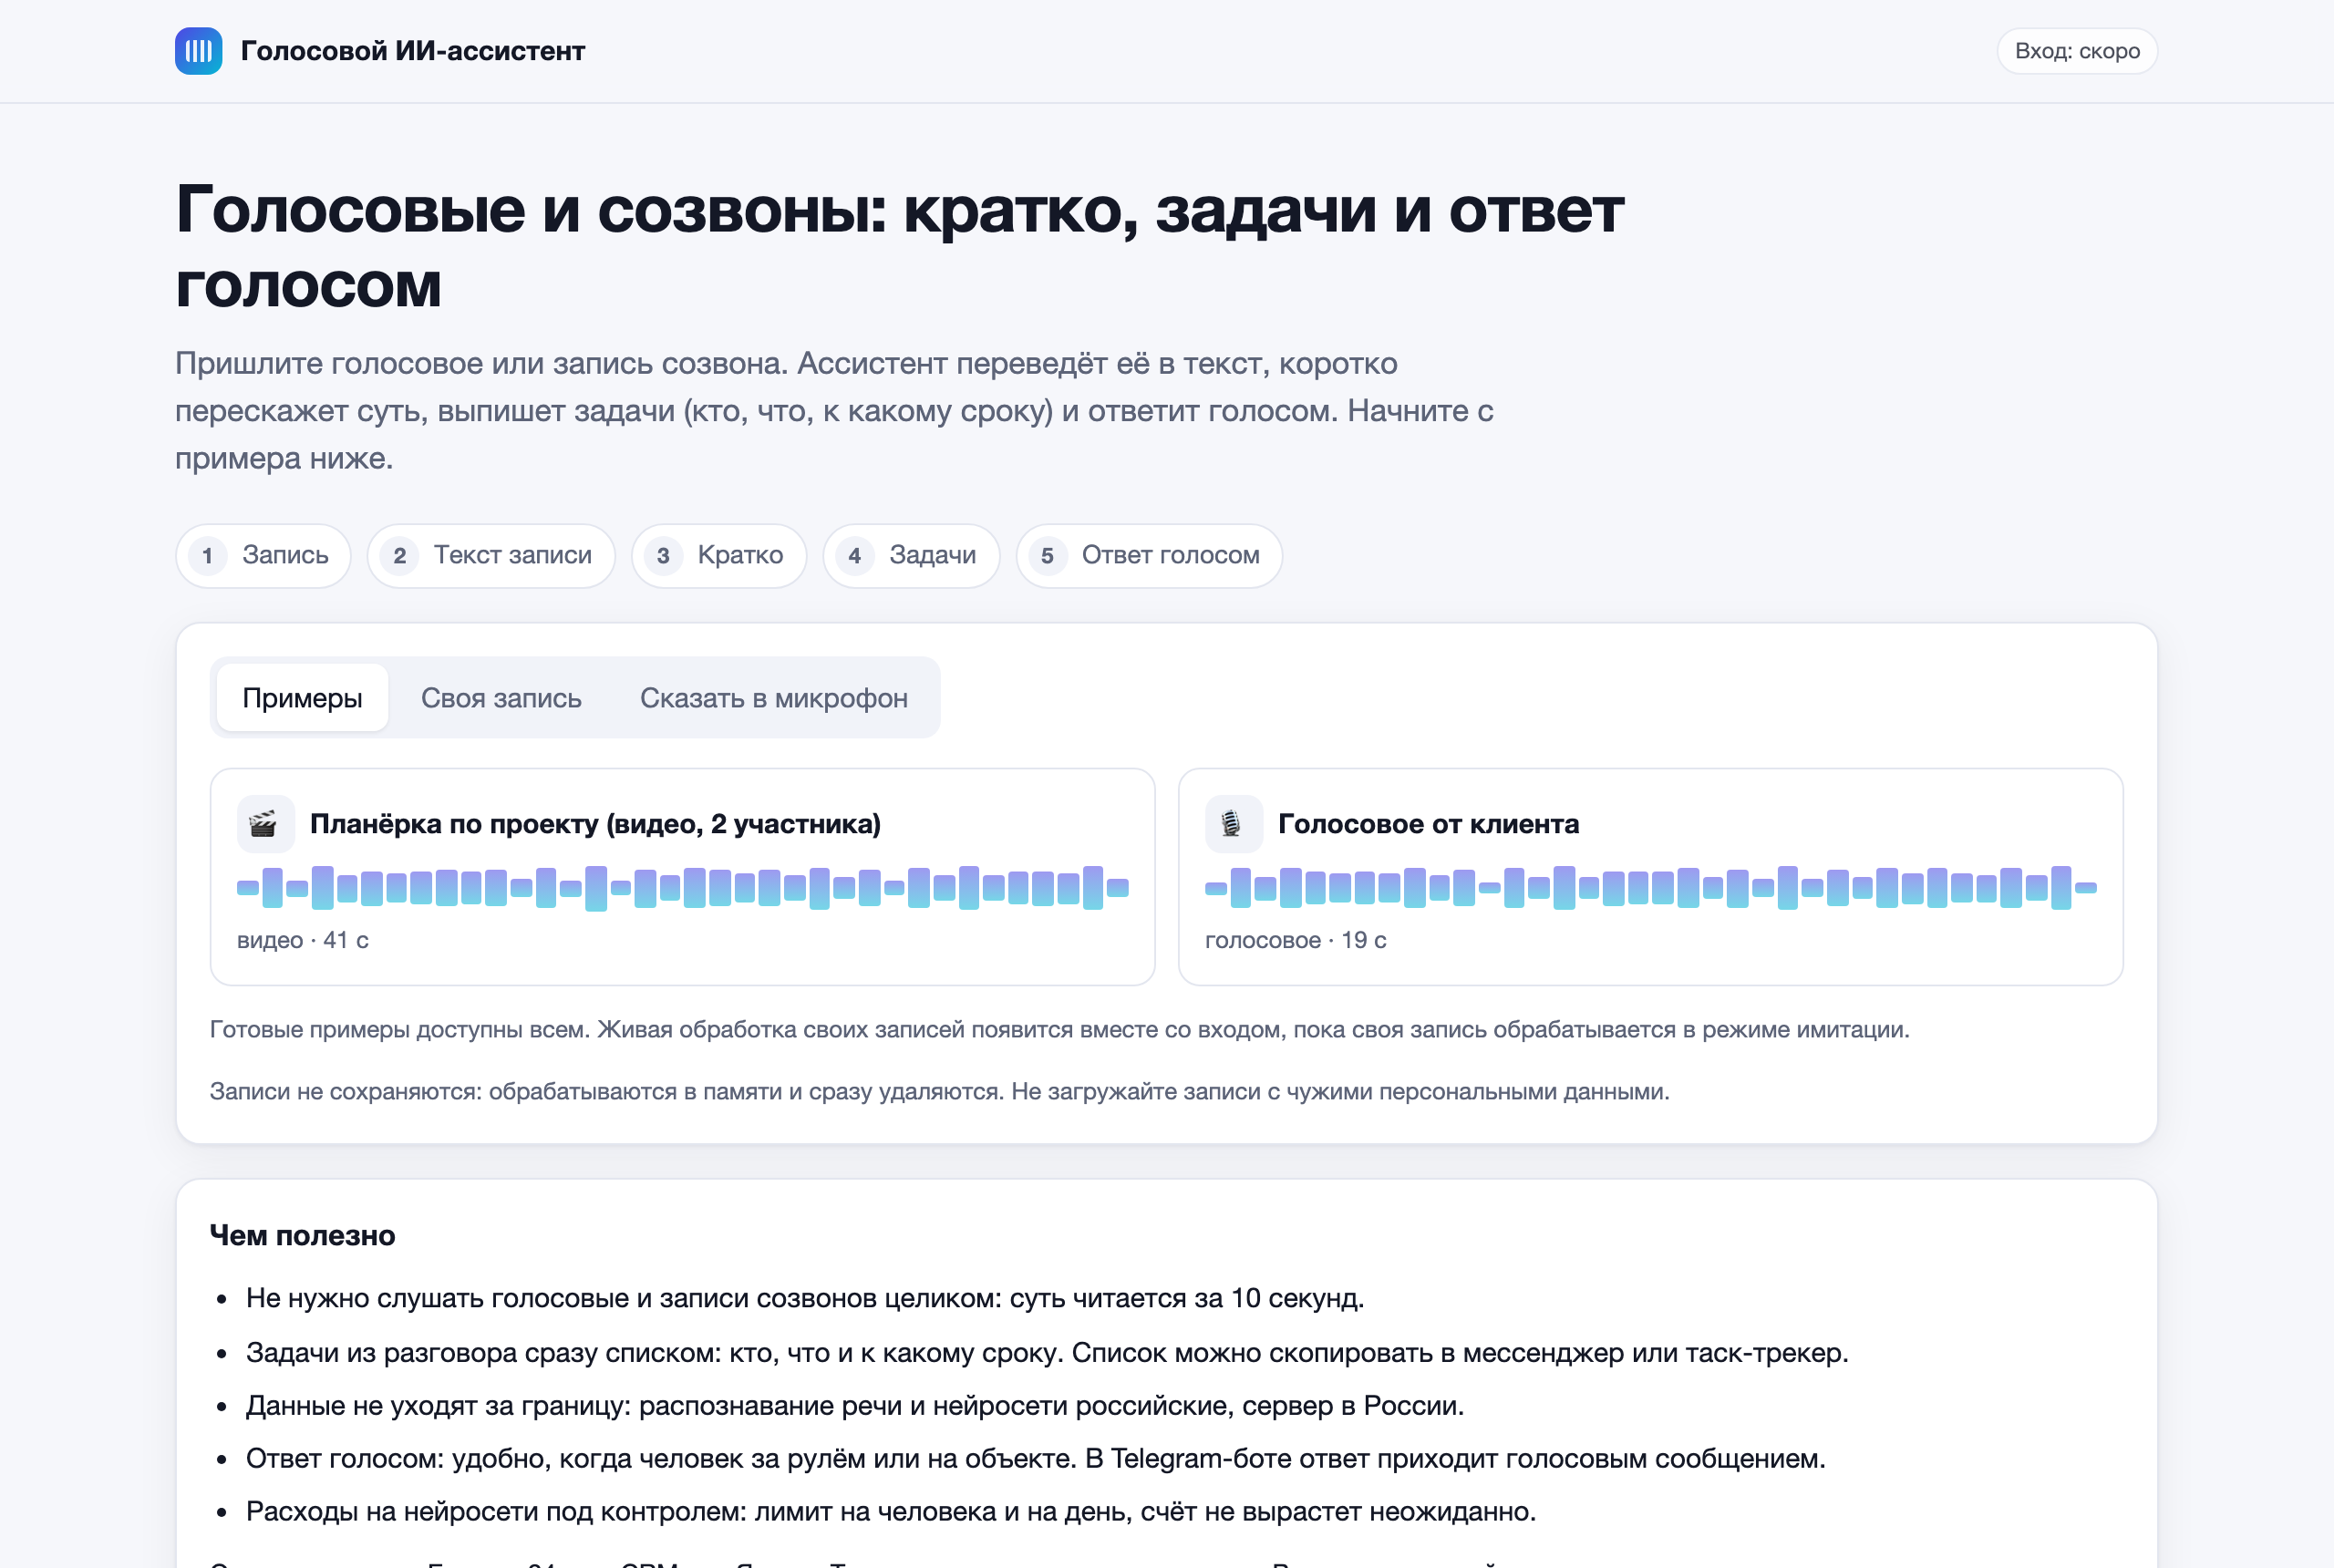 Голосовой ИИ-ассистент
Вход: скоро
Голосовые и созвоны: кратко, задачи и ответ
голосом
Пришлите голосовое или запись созвона. Ассистент переведёт её в текст, коротко
перескажет суть, выпишет задачи (кто, что, к какому сроку) и ответит голосом. Начните с
примера ниже.
1 Запись
2 Текст записи
3 Кратко
4 Задачи
5 Ответ голосом
Примеры
Своя запись
Сказать в микрофон
Планёрка по проекту (видео, 2 участника)
видео · 41 с
Голосовое от клиента
голосовое · 19 с
Готовые примеры доступны всем. Живая обработка своих записей появится вместе со входом, пока своя запись обрабатывается в режиме имитации.
Записи не сохраняются: обрабатываются в памяти и сразу удаляются. Не загружайте записи с чужими персональными данными.
Чем полезно
• Не нужно слушать голосовые и записи созвонов целиком: суть читается за 10 секунд.
• Задачи из разговора сразу списком: кто, что и к какому сроку. Список можно скопировать в мессенджер или таск-трекер.
• Данные не уходят за границу: распознавание речи и нейросети российские, сервер в России.
• Ответ голосом: удобно, когда человек за рулём или на объекте. В Telegram-боте ответ приходит голосовым сообщением.
• Расходы на нейросети под контролем: лимит на человека и на день, счёт не вырастет неожиданно.